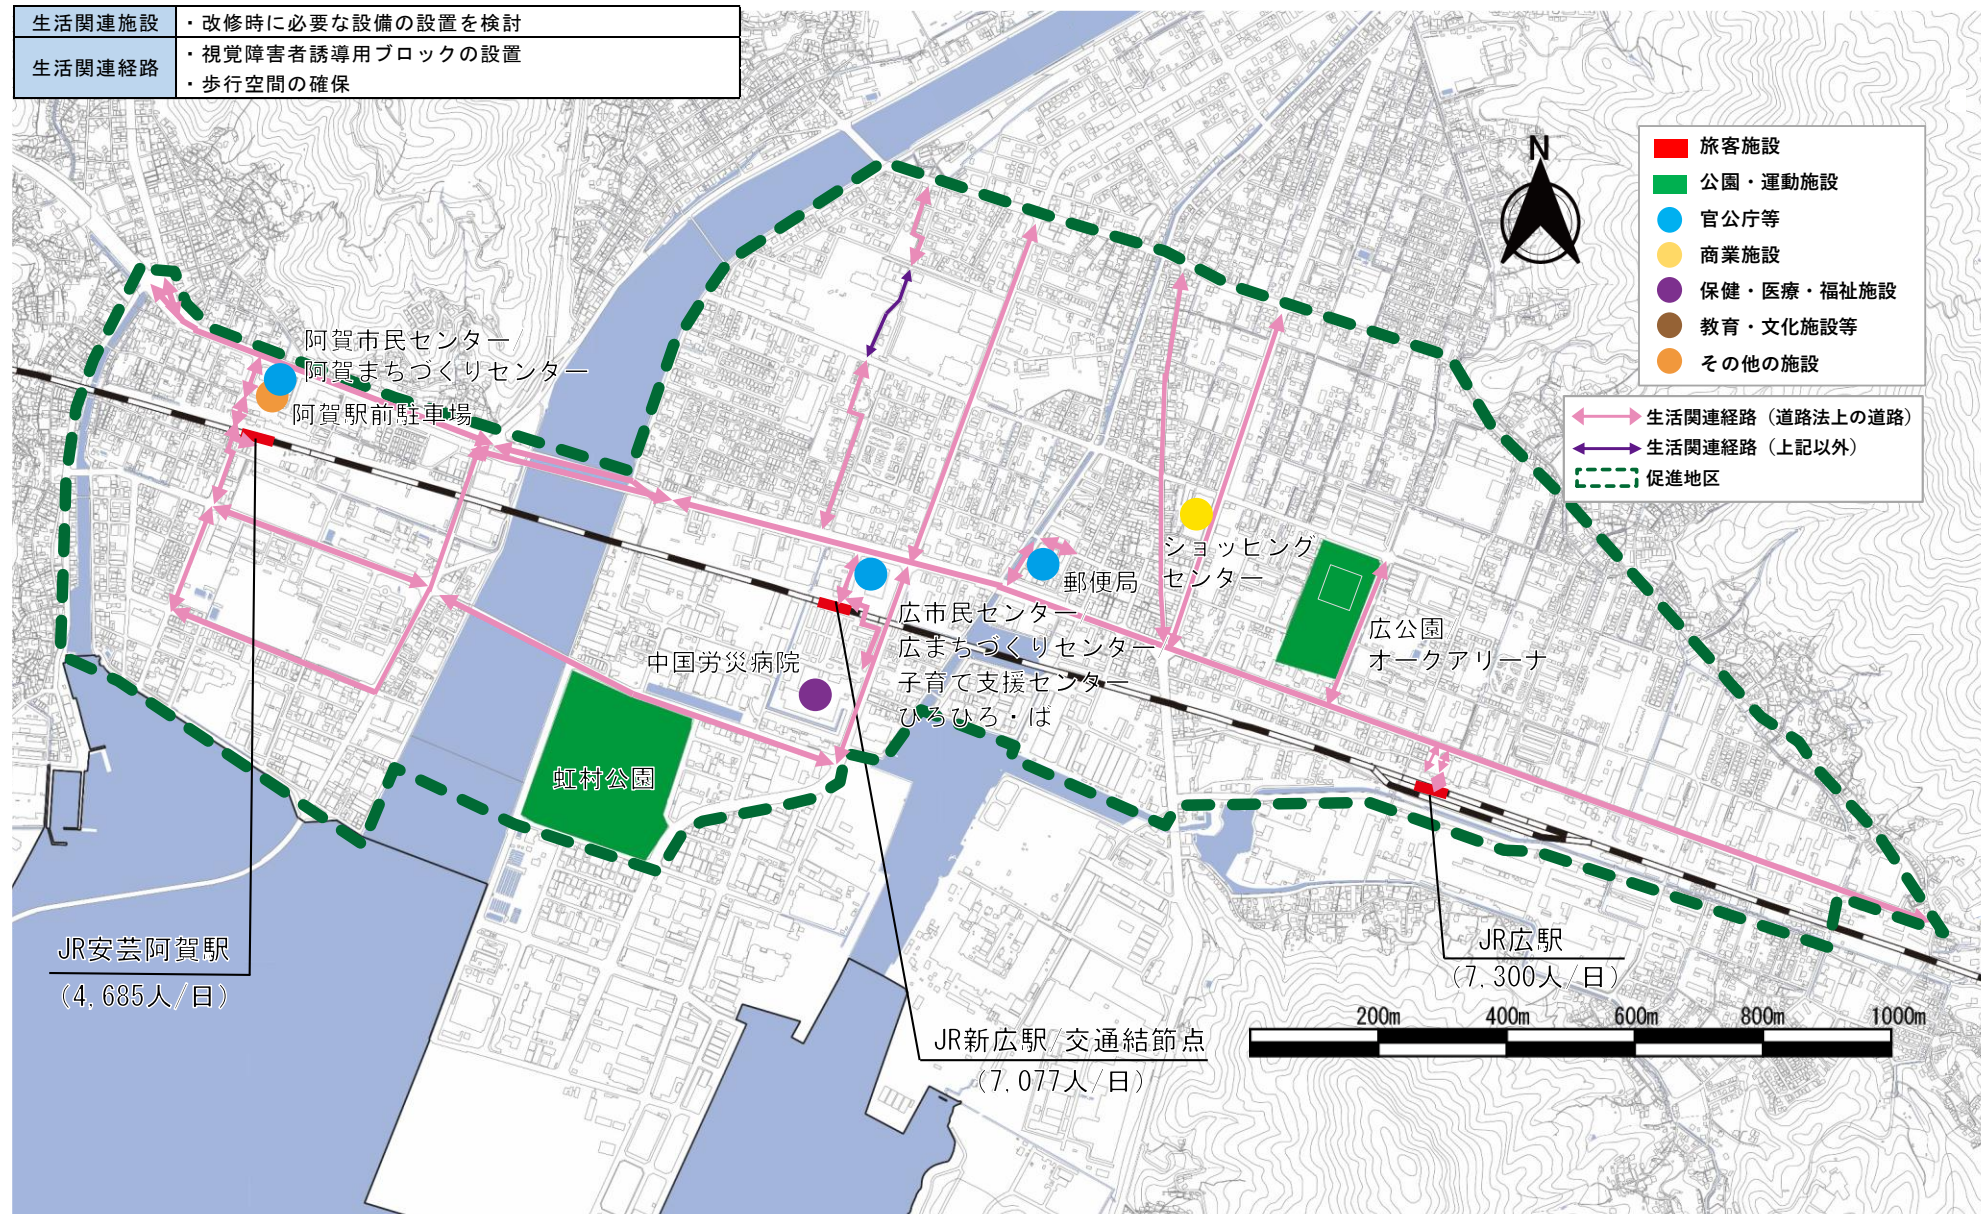 生活関連施設
・改修時に必要な設備の設置を検討
生活関連経路
・視覚障害者誘導用ブロックの設置
・歩行空間の確保
N
旅客施設
公園・運動施設
官公庁等
商業施設
保健・医療・福祉施設
教育・文化施設等
その他の施設
生活関連経路（道路法上の道路）
生活関連経路（上記以外）
促進地区
阿賀市民センター
阿賀まちづくりセンター
阿賀駅前駐車場
ショッピング
センター
郵便局
広市民センター
広まちづくりセンター
子育て支援センター
ひろひろ・ば
中国労災病院
広公園
オークアリーナ
虹村公園
JR安芸阿賀駅
（4,685人/日）
JR広駅
（7,300人/日）
JR新広駅/交通結節点
（7,077人/日）
200m 400m 600m 800m 1000m